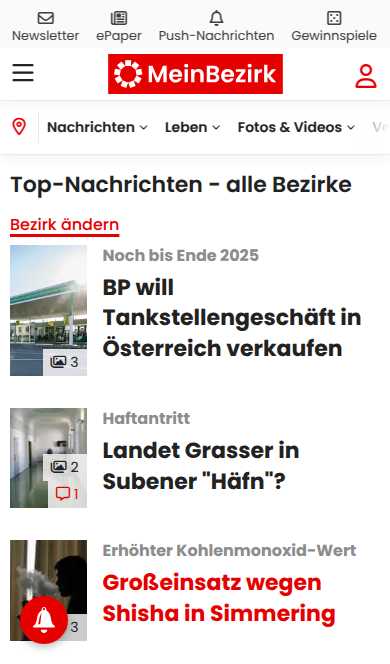 Newsletter ePaper Push-Nachrichten Gewinnspiele
MeinBezirk
Nachrichten Leben Fotos & Videos
Top-Nachrichten - alle Bezirke
Bezirk ändern
Noch bis Ende 2025
BP will
Tankstellengeschäft in
Österreich verkaufen
3
Haftantritt
Landet Grasser in
Subener "Häfn"?
2
1
Erhöhter Kohlenmonoxid-Wert
Großeinsatz wegen
Shisha in Simmering
3